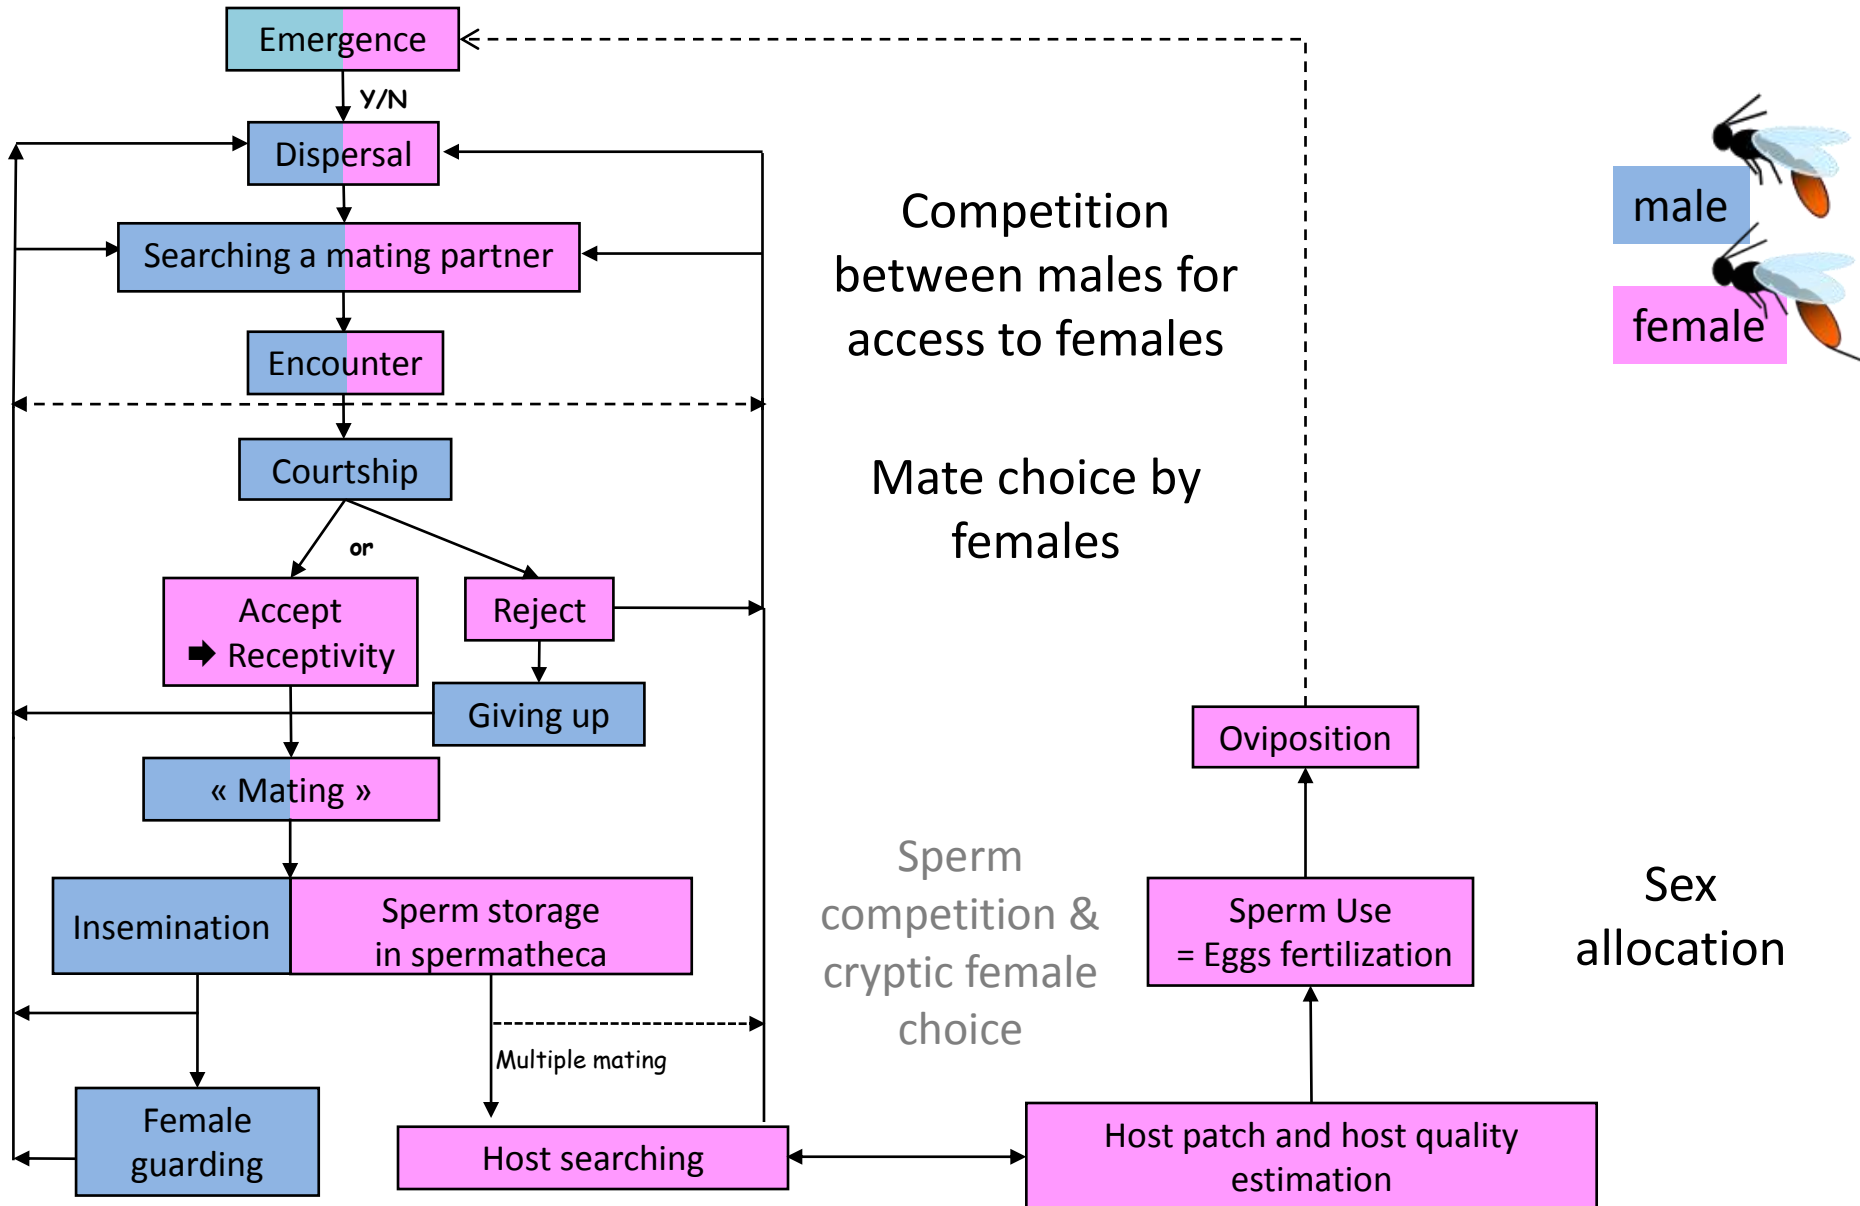 Emergence
Y/N
Dispersal
Searching a mating partner
Encounter
Courtship
or
Accept
➡ Receptivity
Reject
Giving up
« Mating »
Insemination
Sperm storage
in spermatheca
Multiple mating
Female
guarding
Host searching
Competition
between males for
access to females
Mate choice by
females
Sperm
competition &
cryptic female
choice
Oviposition
Sperm Use
= Eggs fertilization
Host patch and host quality
estimation
Sex
allocation
male
female